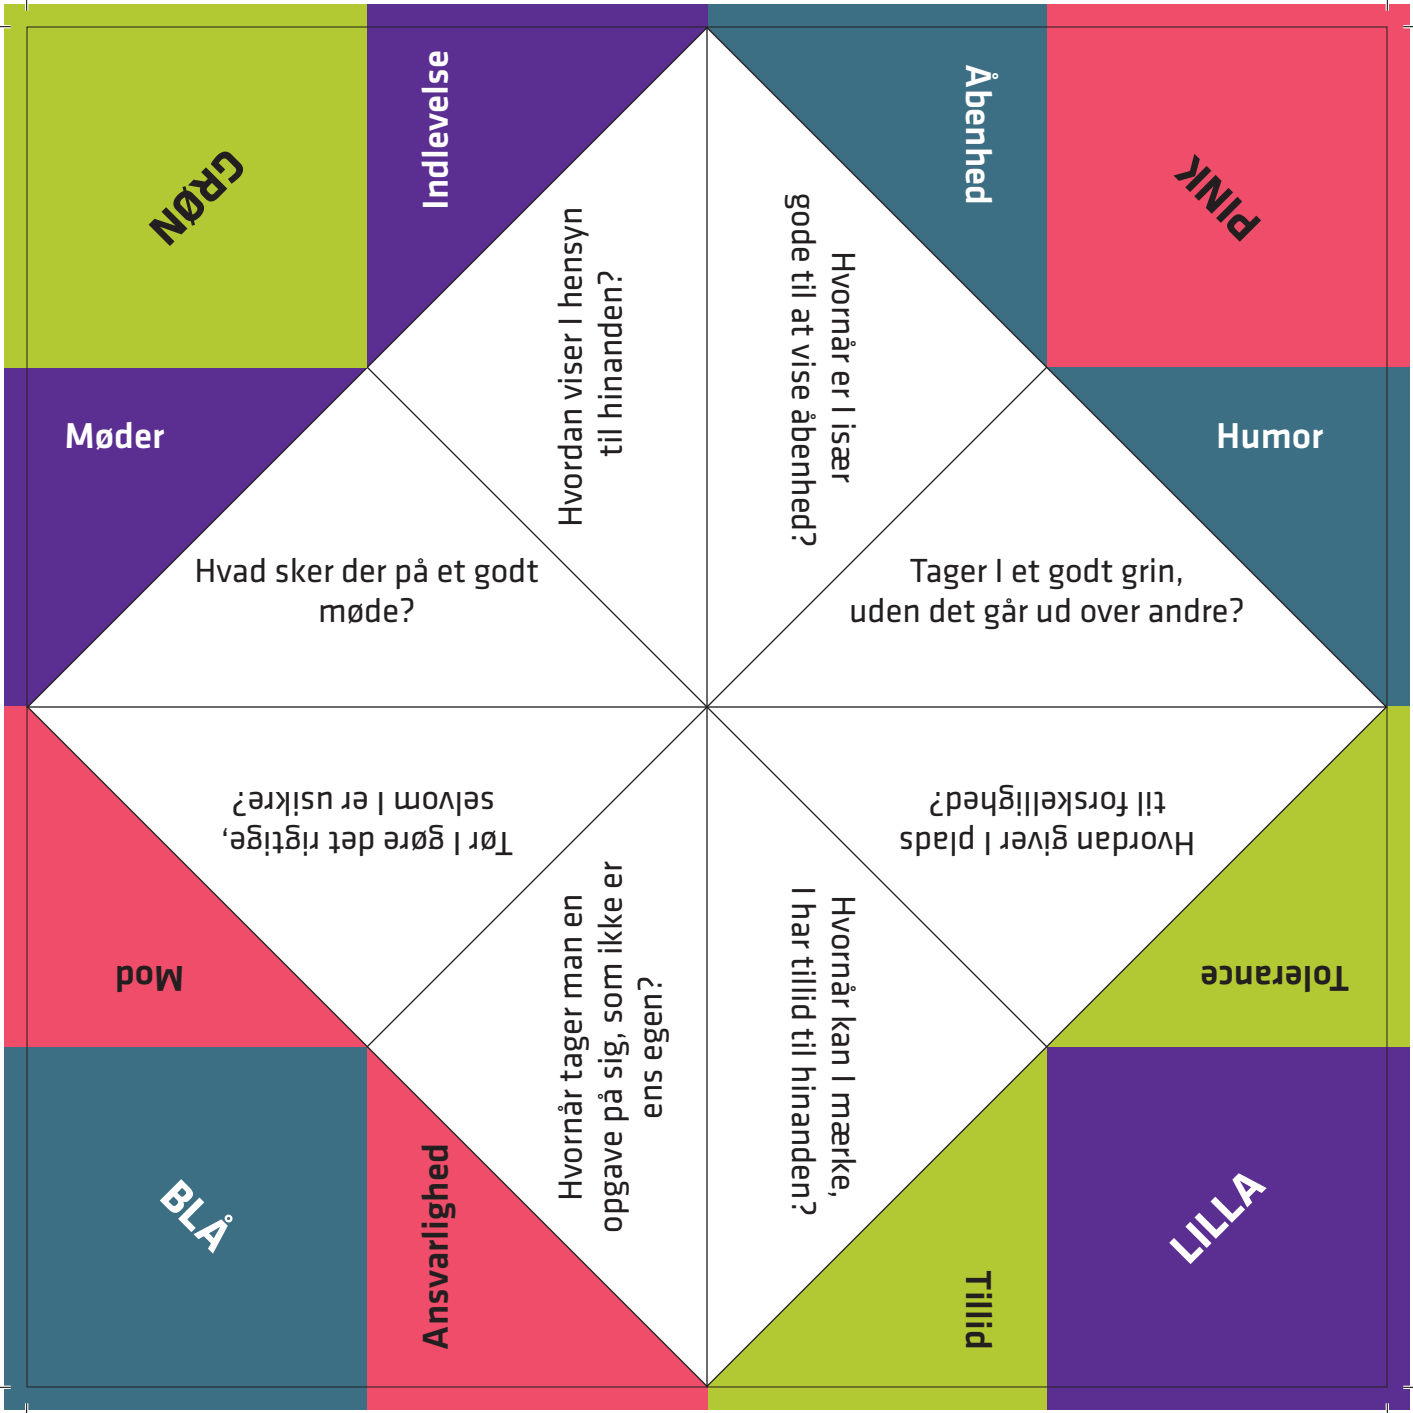 GRØN
Indlevelse
Åbenhed
PINK
Hvordan viser I hensyn
til hinanden?
Hvornår er I især
gode til at vise åbenhed?
Møder
Humor
Hvad sker der på et godt
møde?
Tager I et godt grin,
uden det går ud over andre?
Tør I gøre det rigtige,
selvom I er usikre?
Hvordan giver I plads
til forskellighed?
Mod
Tolerance
Hvornår tager man en
opgave på sig, som ikke er
ens egen?
Hvornår kan I mærke,
I har tillid til hinanden?
BLÅ
Ansvarlighed
Tillid
LILLA